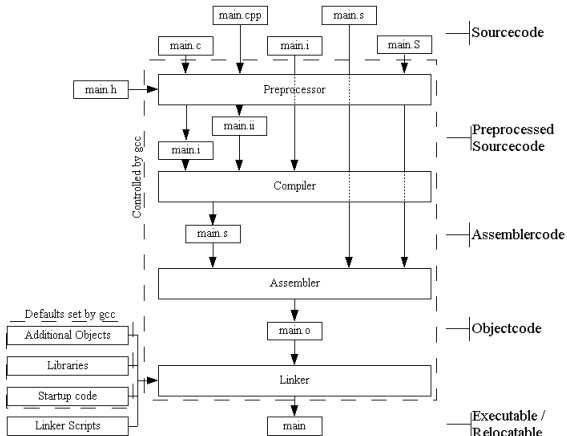 main.cpp
main.s
Sourcecode
main.c
main.i
main.S
main.h
Preprocessor
main.ii
Preprocessed
Sourcecode
main.i
Controlled by gcc
Compiler
main.s
Assemblercode
Assembler
Defaults set by gcc
Additional Objects
main.o
Objectcode
Libraries
Linker
Startup code
Linker Scripts
main
Executable /
Relocatable